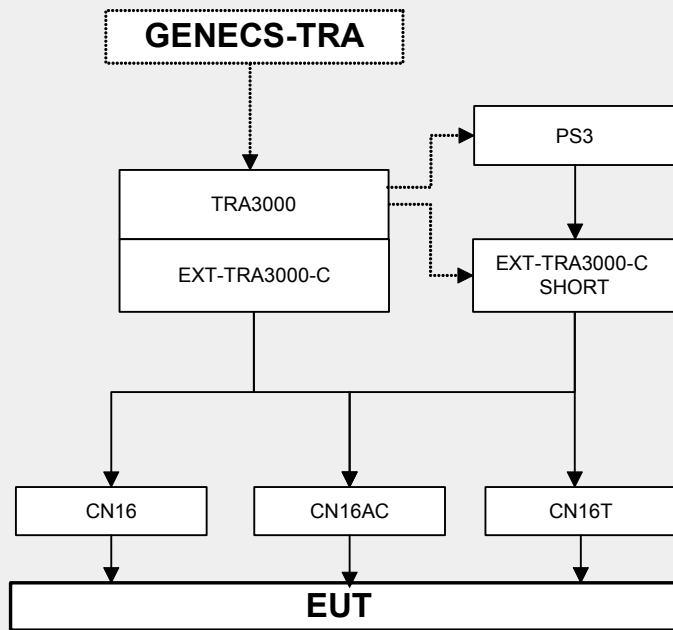 GENECS-TRA
PS3
TRA3000
EXT-TRA3000-C
EXT-TRA3000-C
SHORT
CN16
CN16AC
CN16T
EUT